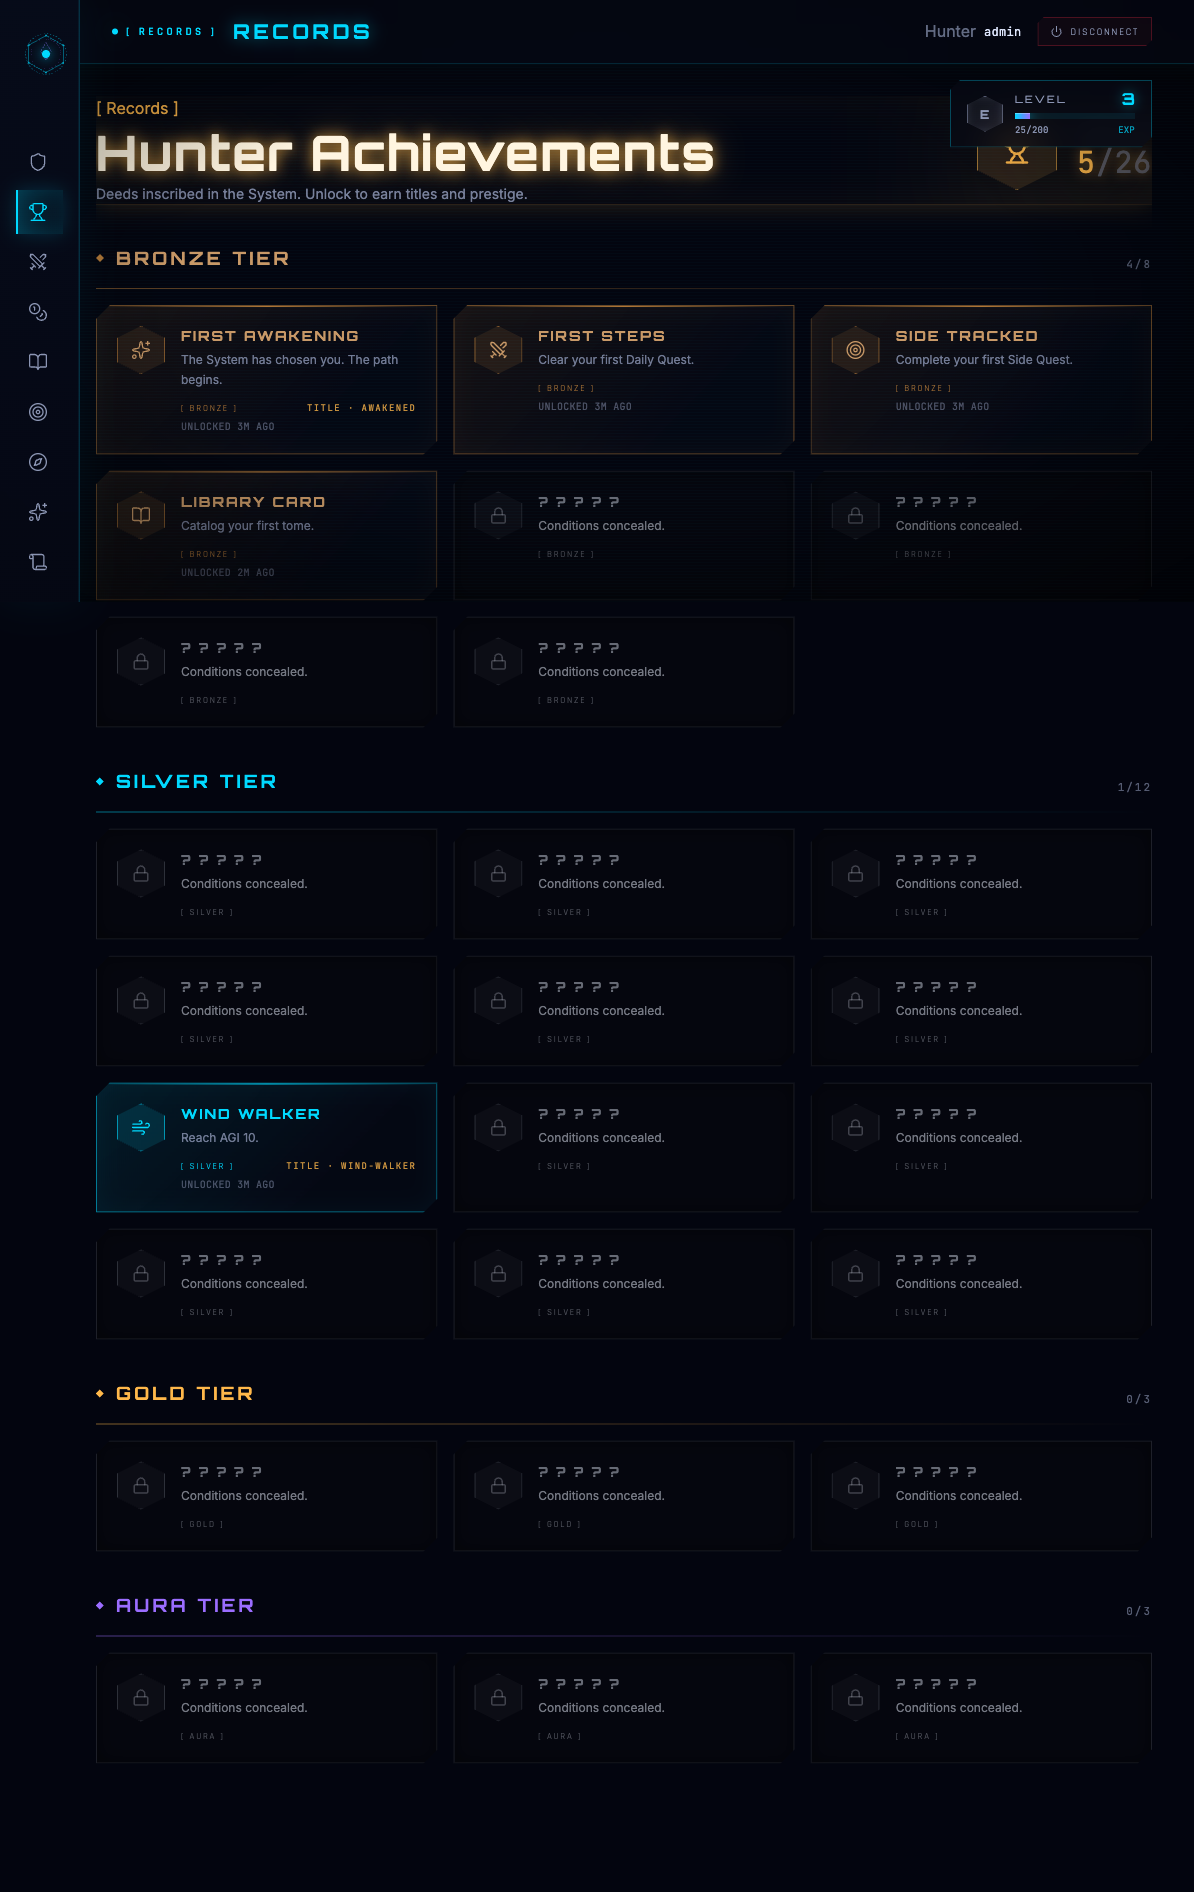 [ RECORDS ] RECORDS
Hunter admin
DISCONNECT
[ Records ]
Hunter Achievements
Deeds inscribed in the System. Unlock to earn titles and prestige.
E
LEVEL 3
25/200 EXP
5/26
BRONZE TIER
4/8
FIRST AWAKENING
The System has chosen you. The path
begins.
[ BRONZE ] TITLE · AWAKENED
UNLOCKED 3M AGO
FIRST STEPS
Clear your first Daily Quest.
[ BRONZE ]
UNLOCKED 3M AGO
SIDE TRACKED
Complete your first Side Quest.
[ BRONZE ]
UNLOCKED 3M AGO
LIBRARY CARD
Catalog your first tome.
[ BRONZE ]
UNLOCKED 2M AGO
? ? ? ? ?
Conditions concealed.
[ BRONZE ]
? ? ? ? ?
Conditions concealed.
[ BRONZE ]
? ? ? ? ?
Conditions concealed.
[ BRONZE ]
? ? ? ? ?
Conditions concealed.
[ BRONZE ]
SILVER TIER
1/12
? ? ? ? ?
Conditions concealed.
[ SILVER ]
? ? ? ? ?
Conditions concealed.
[ SILVER ]
? ? ? ? ?
Conditions concealed.
[ SILVER ]
? ? ? ? ?
Conditions concealed.
[ SILVER ]
? ? ? ? ?
Conditions concealed.
[ SILVER ]
? ? ? ? ?
Conditions concealed.
[ SILVER ]
WIND WALKER
Reach AGI 10.
[ SILVER ] TITLE · WIND-WALKER
UNLOCKED 3M AGO
? ? ? ? ?
Conditions concealed.
[ SILVER ]
? ? ? ? ?
Conditions concealed.
[ SILVER ]
? ? ? ? ?
Conditions concealed.
[ SILVER ]
? ? ? ? ?
Conditions concealed.
[ SILVER ]
? ? ? ? ?
Conditions concealed.
[ SILVER ]
GOLD TIER
0/3
? ? ? ? ?
Conditions concealed.
[ GOLD ]
? ? ? ? ?
Conditions concealed.
[ GOLD ]
? ? ? ? ?
Conditions concealed.
[ GOLD ]
AURA TIER
0/3
? ? ? ? ?
Conditions concealed.
[ AURA ]
? ? ? ? ?
Conditions concealed.
[ AURA ]
? ? ? ? ?
Conditions concealed.
[ AURA ]